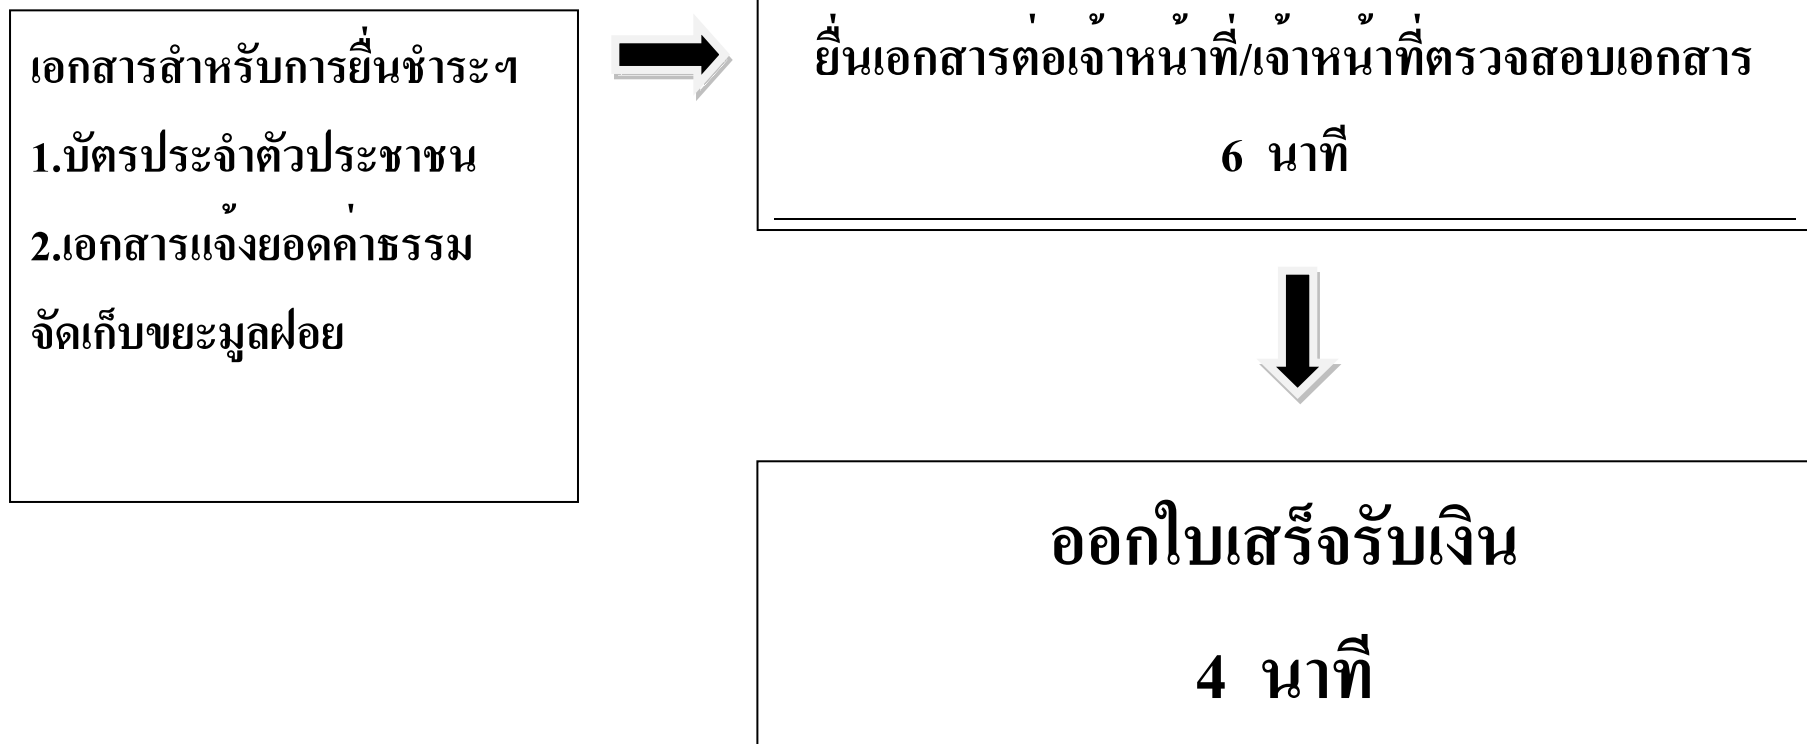 เอกสารสำหรับการยื่นชำระฯ
1.บัตรประจำตัวประชาชน
2.เอกสารแจ้งยอดค่าธรรม
จัดเก็บขยะมูลฝอย
ยื่นเอกสารต่อเจ้าหน้าที่/เจ้าหน้าที่ตรวจสอบเอกสาร
6 นาที
ออกใบเสร็จรับเงิน
4 นาที